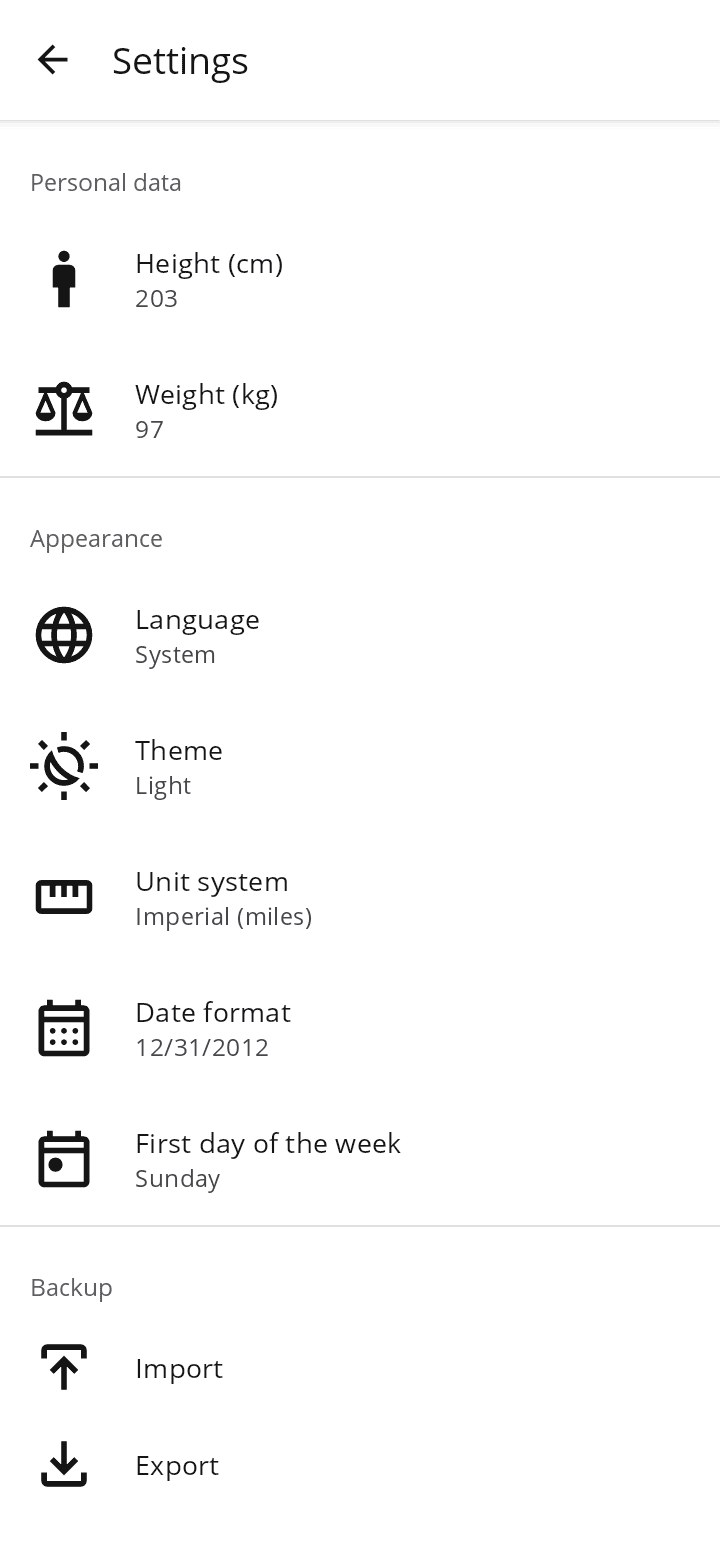 Settings
Personal data
Height (cm)
203
Weight (kg)
97
Appearance
Language
System
Theme
Light
Unit system
Imperial (miles)
Date format
12/31/2012
First day of the week
Sunday
Backup
Import
Export